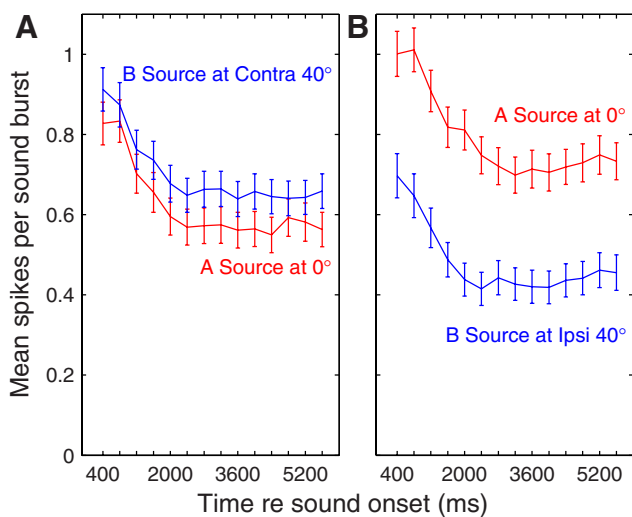 A
B
Mean spikes per sound burst
1
0.8
0.6
0.4
0.2
0
B Source at Contra 40°
A Source at 0°
A Source at 0°
B Source at Ipsi 40°
400 2000 3600 5200
400 2000 3600 5200
Time re sound onset (ms)